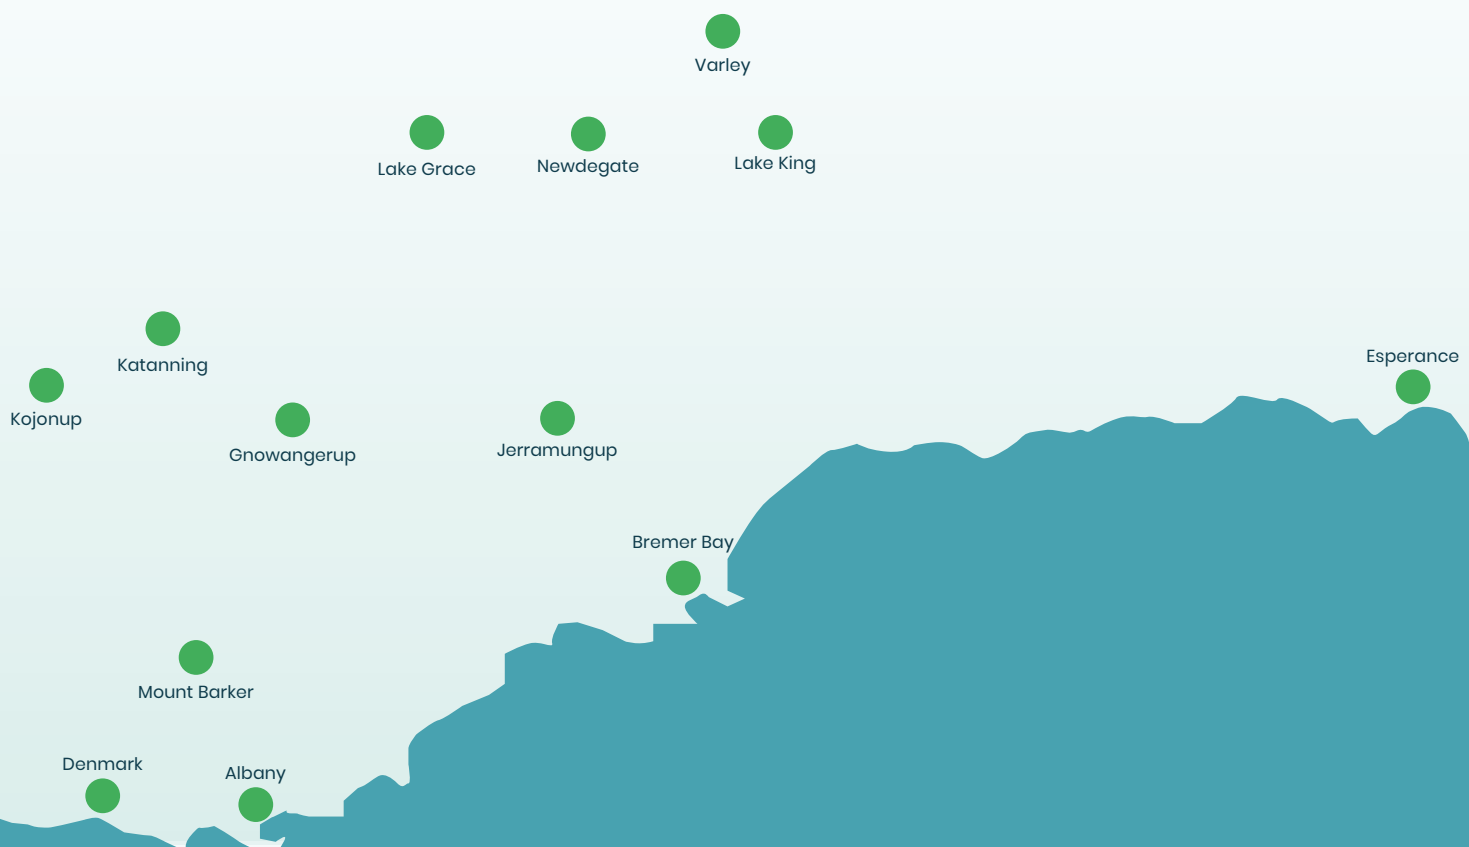 Varley
Lake Grace
Newdegate
Lake King
Esperance
Katanning
Kojonup
Gnowangerup
Jerramungup
Bremer Bay
Mount Barker
Denmark
Albany